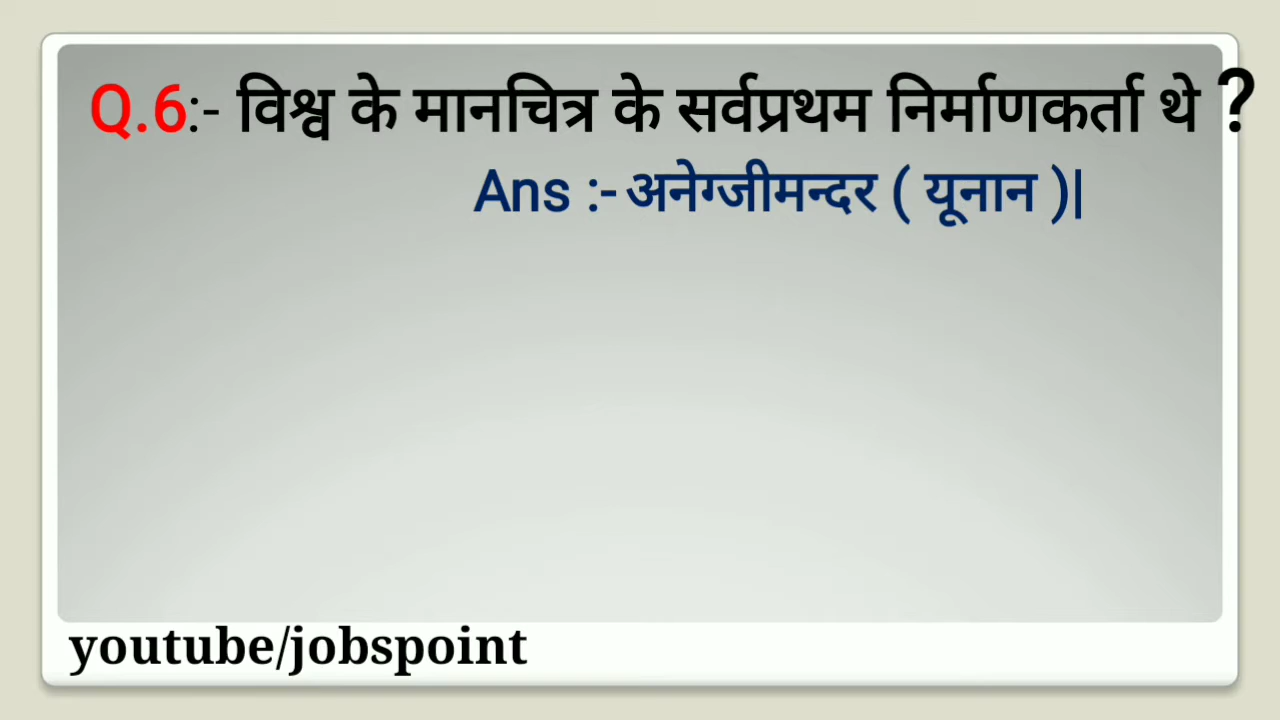 Q.6:- विश्व के मानचित्र के सर्वप्रथम निर्माणकर्ता थे ?
Ans :- अनेग्जीमन्दर ( यूनान )|
youtube/jobspoint